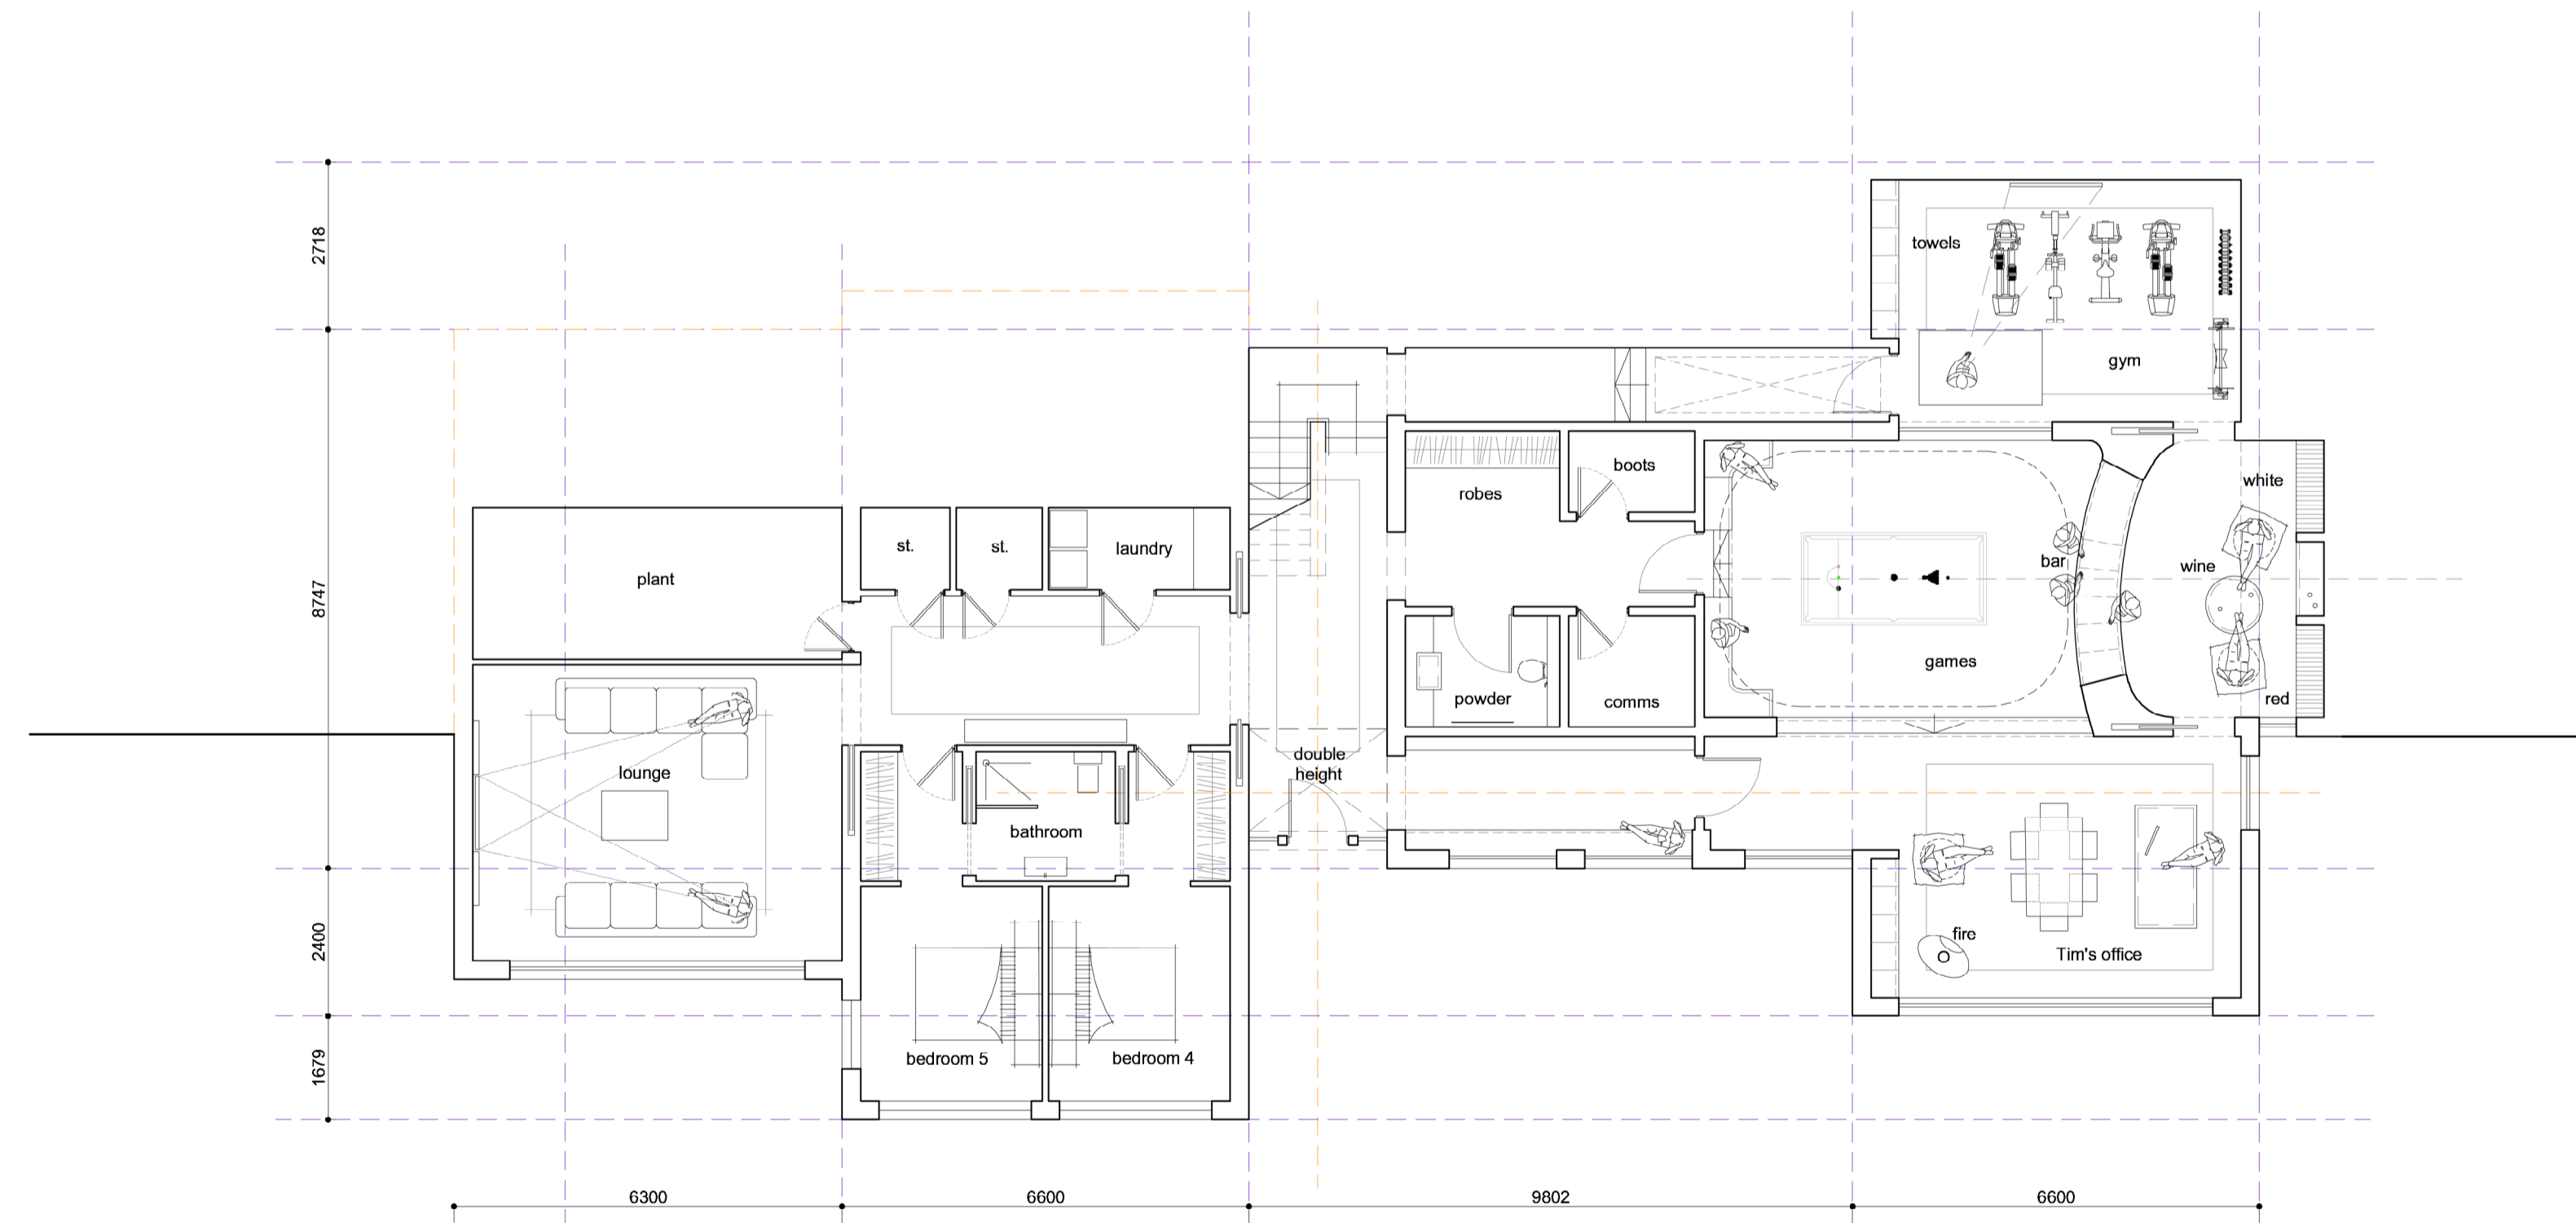 2718
8747
2400
1679
towels
gym
boots
robes
white
st.
st.
laundry
bar
wine
plant
games
powder
comms
red
double
height
lounge
bathroom
fire
Tim's office
bedroom 5
bedroom 4
6300
6600
9802
6600